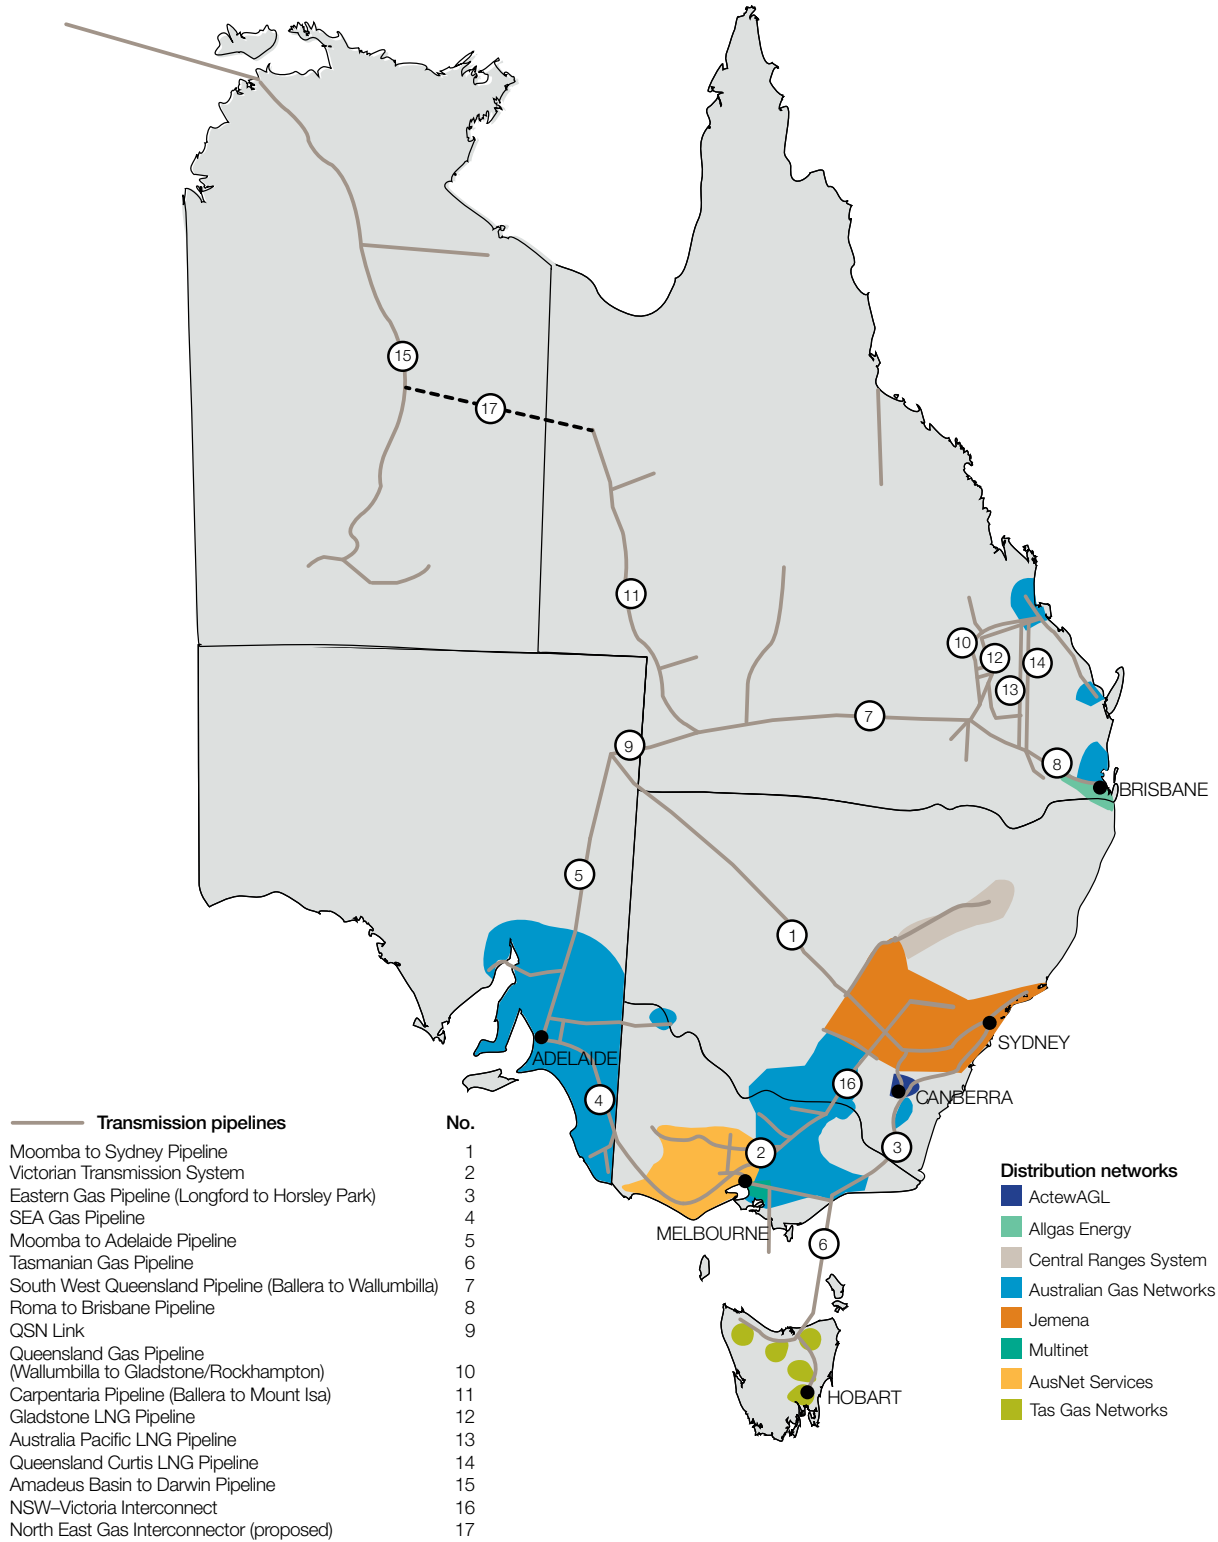 15
17
11
10
12
14
13
7
9
8
BRISBANE
5
1
SYDNEY
ADELAIDE
16
CANBERRA
4
3
2
MELBOURNE
6
HOBART
Transmission pipelines No.
Moomba to Sydney Pipeline 1
Victorian Transmission System 2
Eastern Gas Pipeline (Longford to Horsley Park) 3
SEA Gas Pipeline 4
Moomba to Adelaide Pipeline 5
Tasmanian Gas Pipeline 6
South West Queensland Pipeline (Ballera to Wallumbilla) 7
Roma to Brisbane Pipeline 8
QSN Link 9
Queensland Gas Pipeline
(Wallumbilla to Gladstone/Rockhampton) 10
Carpentaria Pipeline (Ballera to Mount Isa) 11
Gladstone LNG Pipeline 12
Australia Pacific LNG Pipeline 13
Queensland Curtis LNG Pipeline 14
Amadeus Basin to Darwin Pipeline 15
NSW–Victoria Interconnect 16
North East Gas Interconnector (proposed) 17
Distribution networks
ActewAGL
Allgas Energy
Central Ranges System
Australian Gas Networks
Jemena
Multinet
AusNet Services
Tas Gas Networks